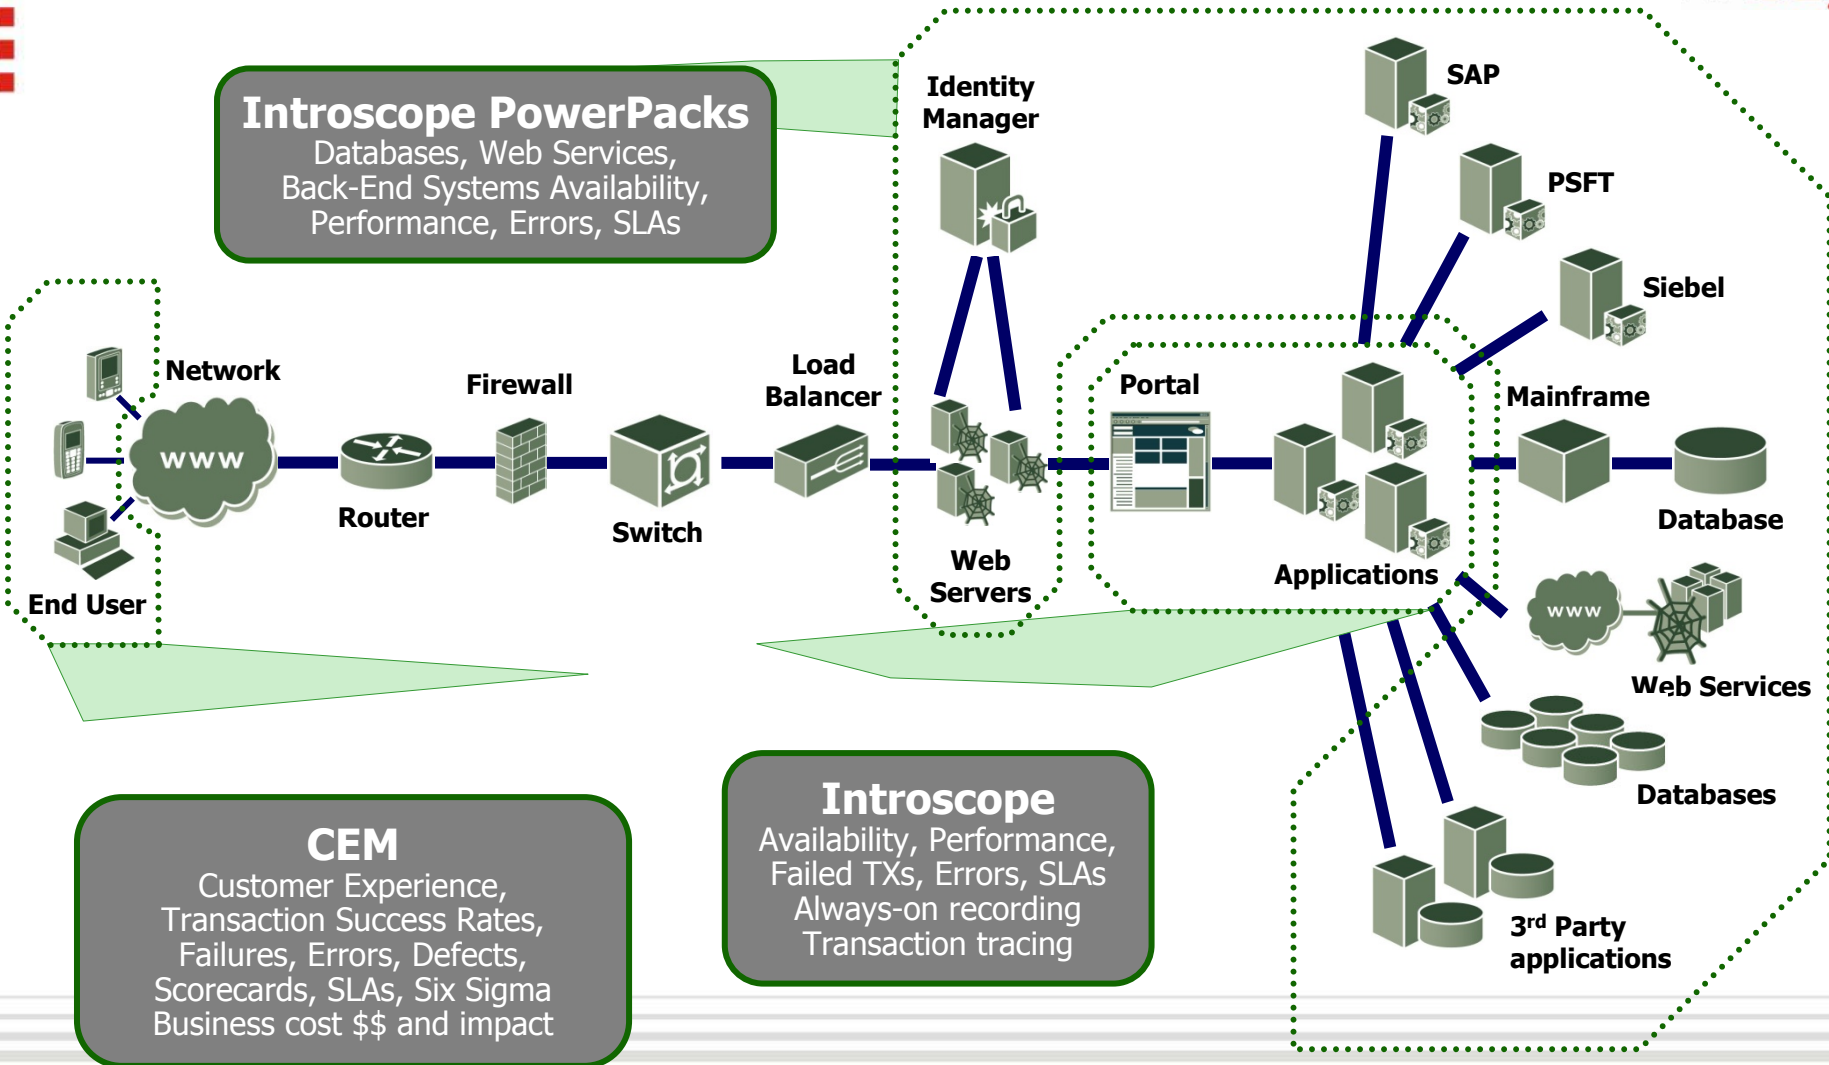 Introscope PowerPacks
Databases, Web Services,
Back-End Systems Availability,
Performance, Errors, SLAs
Identity
Manager
SAP
PSFT
Siebel
Network
Firewall
Load
Balancer
Portal
Mainframe
www
Router
Switch
Database
End User
Web
Servers
Applications
www
Web Services
Databases
3rd Party
applications
Introscope
Availability, Performance,
Failed TXs, Errors, SLAs
Always-on recording
Transaction tracing
CEM
Customer Experience,
Transaction Success Rates,
Failures, Errors, Defects,
Scorecards, SLAs, Six Sigma
Business cost $$ and impact